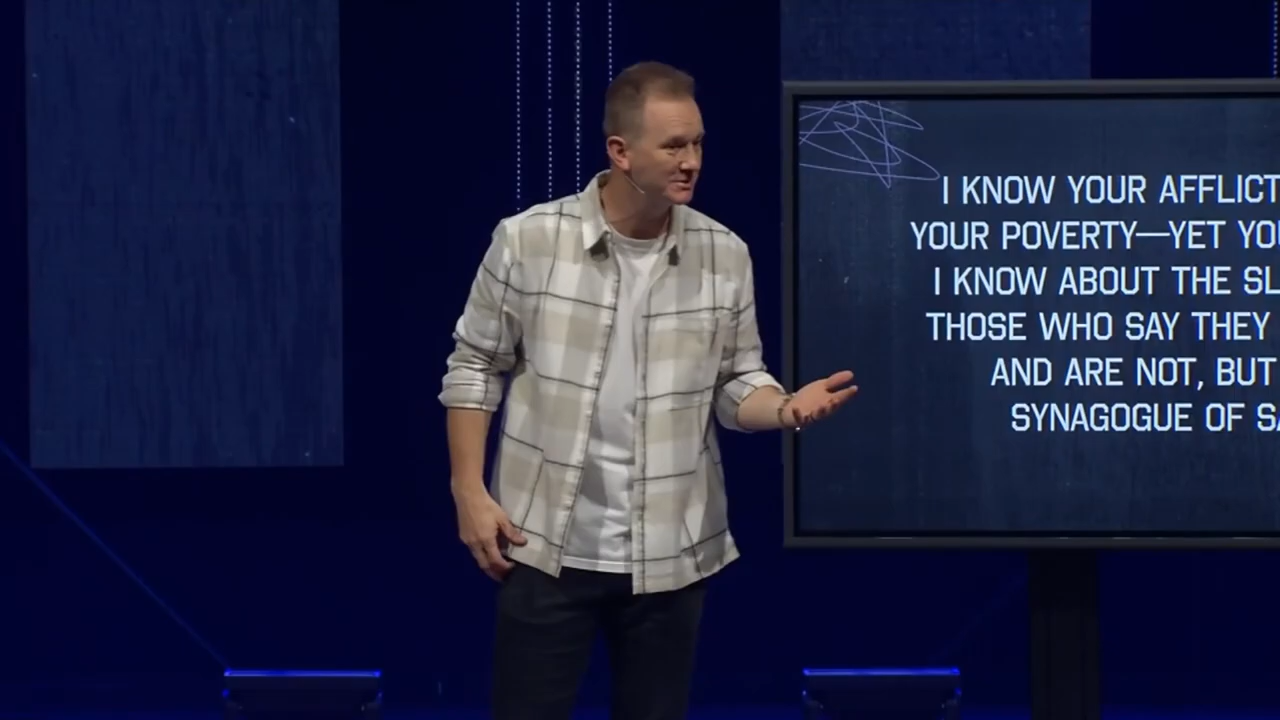 I KNOW YOUR AFFLICT
YOUR POVERTY—YET YOU
I KNOW ABOUT THE SL
THOSE WHO SAY THEY
AND ARE NOT, BUT
SYNAGOGUE OF SA